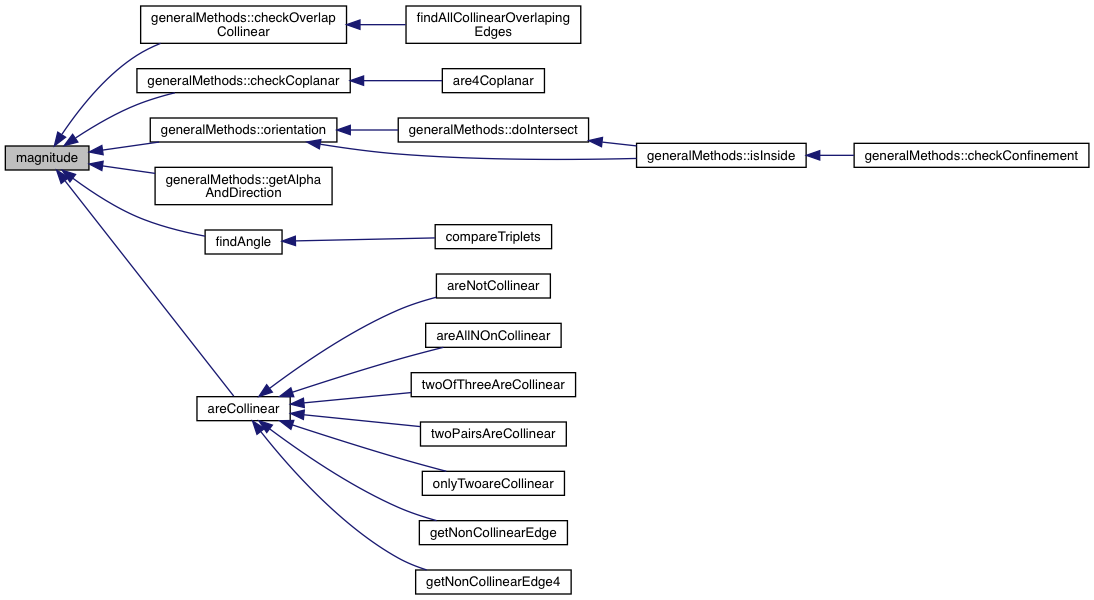 generalMethods::checkOverlap
Collinear
findAllCollinearOverlaping
Edges
generalMethods::checkCoplanar
are4Coplanar
generalMethods::orientation
generalMethods::doIntersect
magnitude
generalMethods::isInside
generalMethods::checkConfinement
generalMethods::getAlpha
AndDirection
findAngle
compareTriplets
areNotCollinear
areAllNOnCollinear
twoOfThreeAreCollinear
areCollinear
twoPairsAreCollinear
onlyTwoareCollinear
getNonCollinearEdge
getNonCollinearEdge4